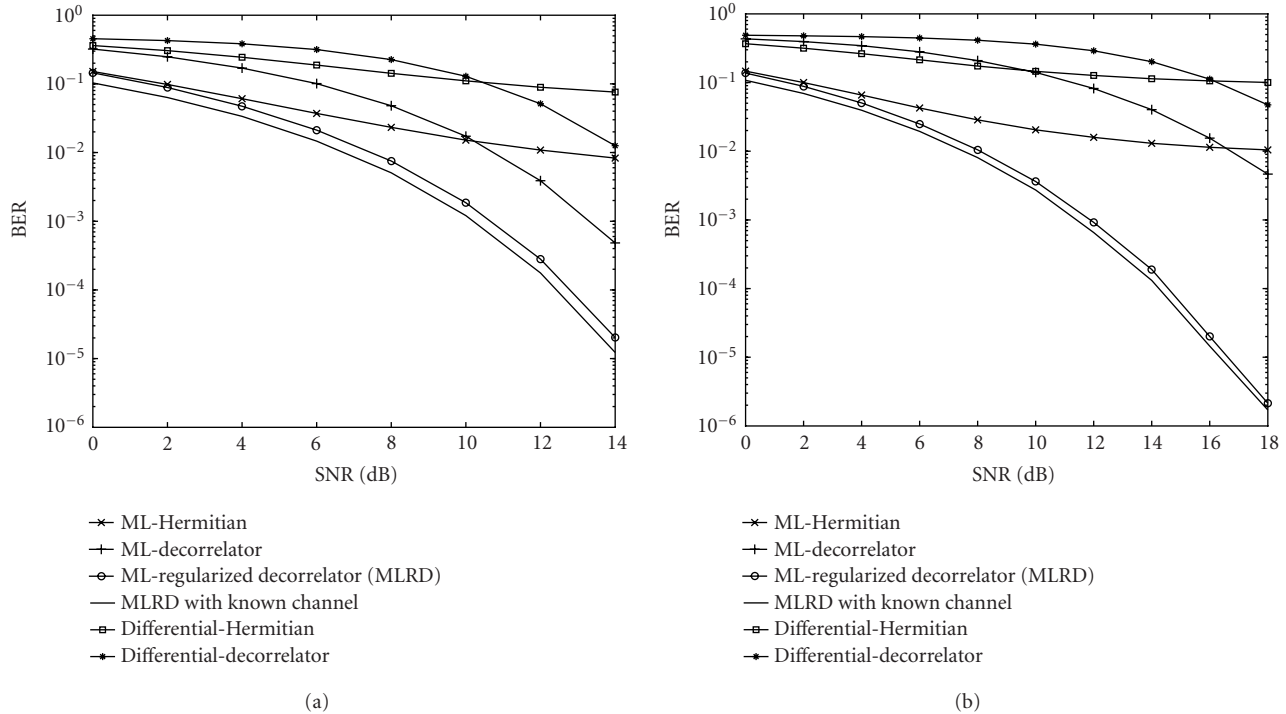 10^0
10^-1
10^-2
10^-3
10^-4
10^-5
10^-6
BER
0 2 4 6 8 10 12 14
SNR (dB)
ML-Hermitian
ML-decorrelator
ML-regularized decorrelator (MLRD)
MLRD with known channel
Differential-Hermitian
Differential-decorrelator
(a)
10^0
10^-1
10^-2
10^-3
10^-4
10^-5
10^-6
BER
0 2 4 6 8 10 12 14 16 18
SNR (dB)
ML-Hermitian
ML-decorrelator
ML-regularized decorrelator (MLRD)
MLRD with known channel
Differential-Hermitian
Differential-decorrelator
(b)